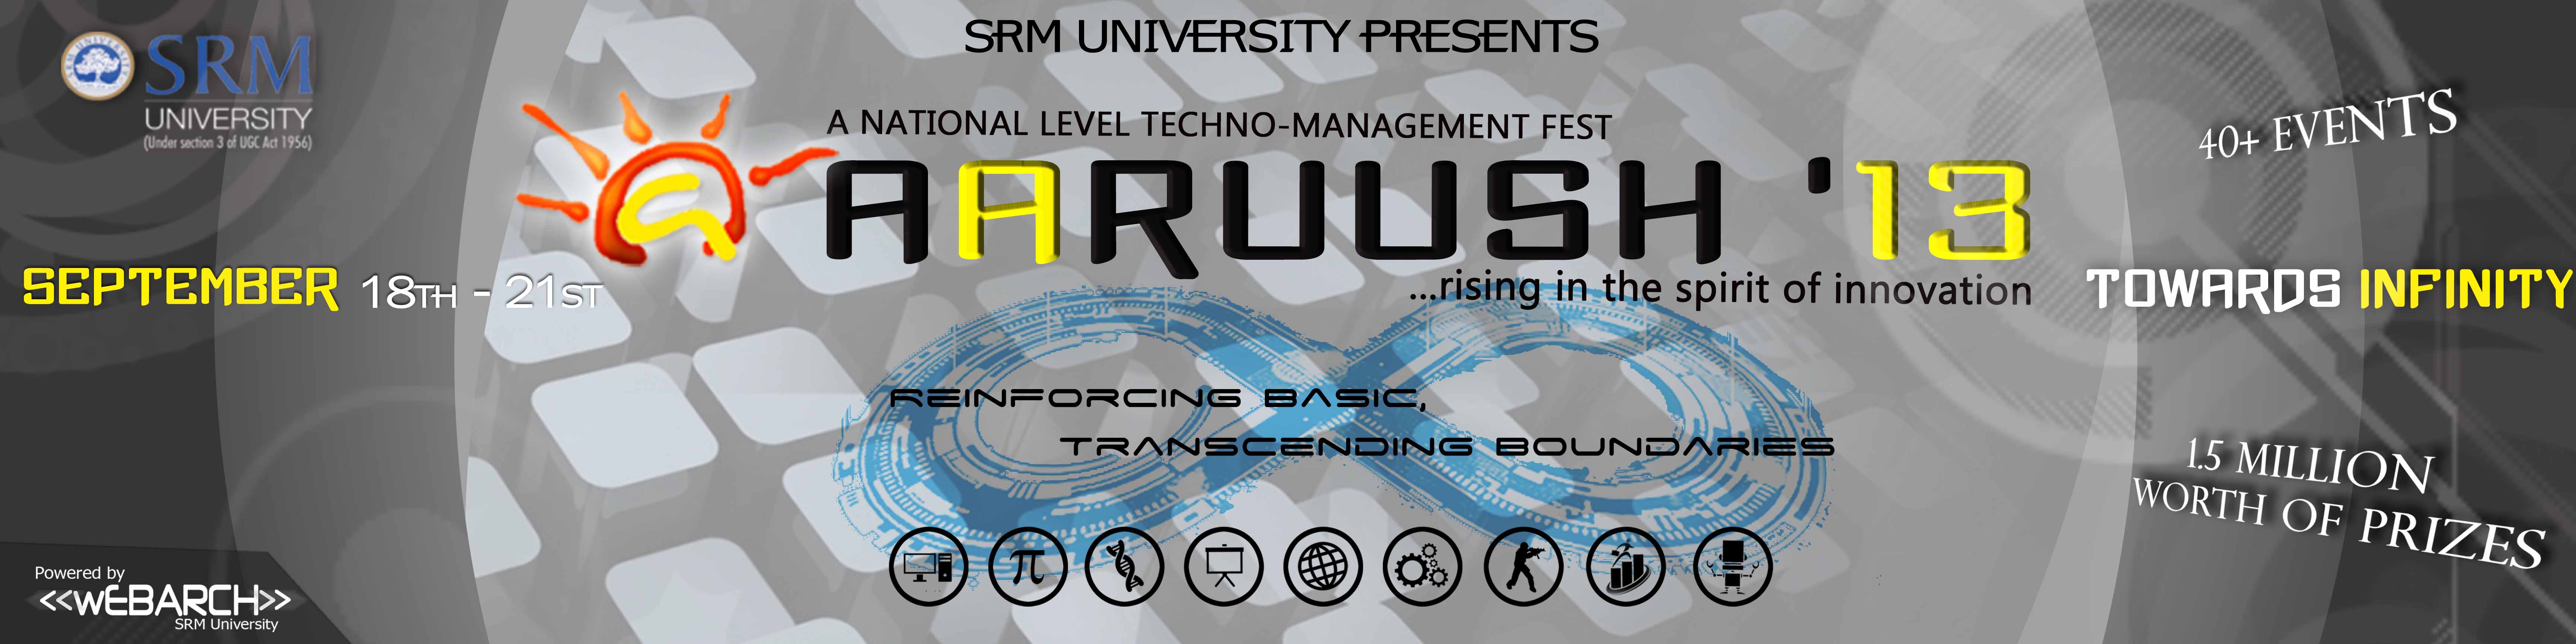 SRM
UNIVERSITY
(Under section 3 of UGC Act 1956)
SRM UNIVERSITY PRESENTS
A NATIONAL LEVEL TECHNO-MANAGEMENT FEST
AARUUSH '13
...rising in the spirit of innovation
SEPTEMBER 18TH - 21ST
TOWARDS INFINITY
40+ EVENTS
REINFORCING BASIC,
TRANSCENDING BOUNDARIES
1.5 MILLION
WORTH OF PRIZES
π
Powered by
<<wEBARCH>>
SRM University